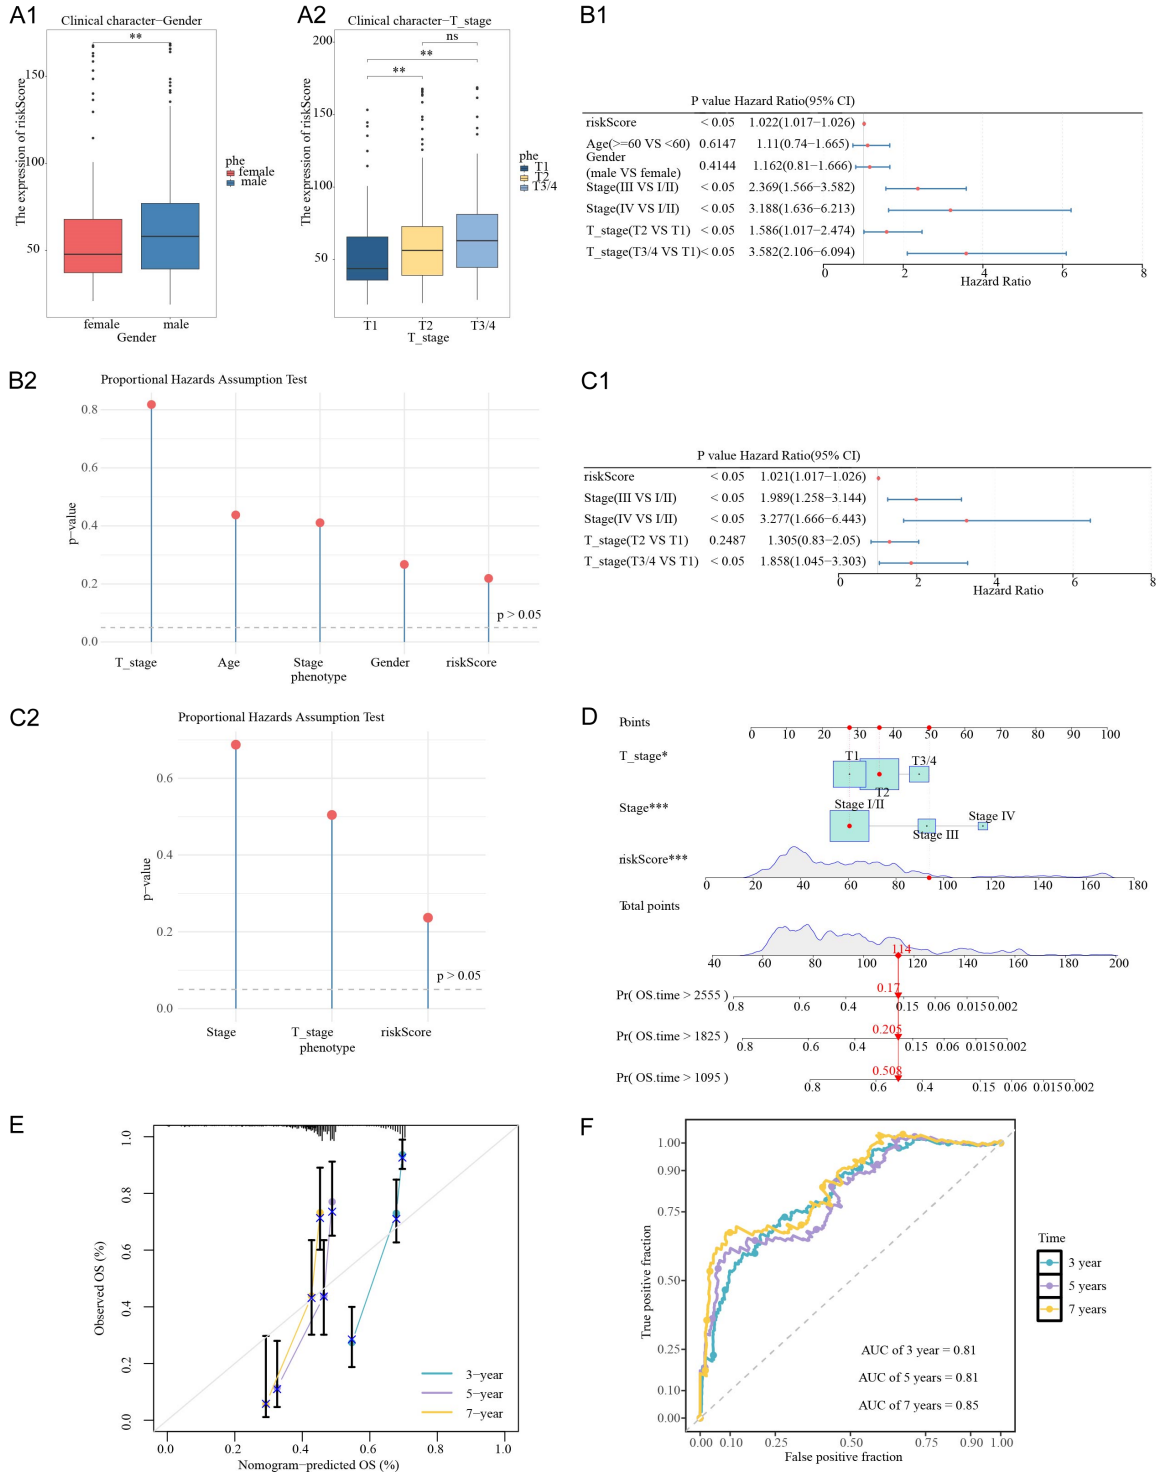 A1
Clinical character−Gender
**
The expression of riskScore
150
100
50
female
male
Gender
phe
female
male
A2
Clinical character−T_stage
ns
**
**
The expression of riskScore
200
150
100
50
T1
T2
T3/4
T_stage
phe
T1
T2
T3/4
B1
P value Hazard Ratio(95% CI)
riskScore < 0.05 1.022(1.017−1.026)
Age(>=60 VS <60) 0.6147 1.11(0.74−1.665)
Gender
(male VS female) 0.4144 1.162(0.81−1.666)
Stage(III VS I/II) < 0.05 2.369(1.566−3.582)
Stage(IV VS I/II) < 0.05 3.188(1.636−6.213)
T_stage(T2 VS T1) < 0.05 1.586(1.017−2.474)
T_stage(T3/4 VS T1) < 0.05 3.582(2.106−6.094)
0 2 4 6 8
Hazard Ratio
B2
Proportional Hazards Assumption Test
p−value
0.8
0.6
0.4
0.2
0.0
p > 0.05
T_stage Age Stage Gender riskScore
phenotype
C1
P value Hazard Ratio(95% CI)
riskScore < 0.05 1.021(1.017−1.026)
Stage(III VS I/II) < 0.05 1.989(1.258−3.144)
Stage(IV VS I/II) < 0.05 3.277(1.666−6.443)
T_stage(T2 VS T1) 0.2487 1.305(0.83−2.05)
T_stage(T3/4 VS T1) < 0.05 1.858(1.045−3.303)
0 2 4 6 8
Hazard Ratio
C2
Proportional Hazards Assumption Test
p−value
0.6
0.4
0.2
0.0
p > 0.05
Stage T_stage riskScore
phenotype
D
Points
0 10 20 30 40 50 60 65 70 80 90 100
T_stage*
T1
T2
T3/4
Stage***
Stage I/II
Stage III
Stage IV
riskScore***
0 20 40 60 80 100 120 140 160 180
Total points
114
40 60 80 100 120 140 160 180 200
Pr( OS.time > 2555 )
0.17
0.8 0.6 0.4 0.15 0.06 0.015 0.002
Pr( OS.time > 1825 )
0.205
0.8 0.6 0.4 0.15 0.06 0.015 0.002
Pr( OS.time > 1095 )
0.508
0.8 0.6 0.4 0.15 0.06 0.015 0.002
E
Observed OS (%)
1.0
0.8
0.6
0.4
0.2
0.0
3−year
5−year
7−year
0.0 0.2 0.4 0.6 0.8 1.0
Nomogram−predicted OS (%)
F
True positive fraction
1.00
0.90
0.75
0.50
0.25
0.10
0.00
AUC of 3 year = 0.81
AUC of 5 years = 0.81
AUC of 7 years = 0.85
0.00 0.10 0.25 0.50 0.75 0.90 1.00
False positive fraction
Time
3 year
5 years
7 years